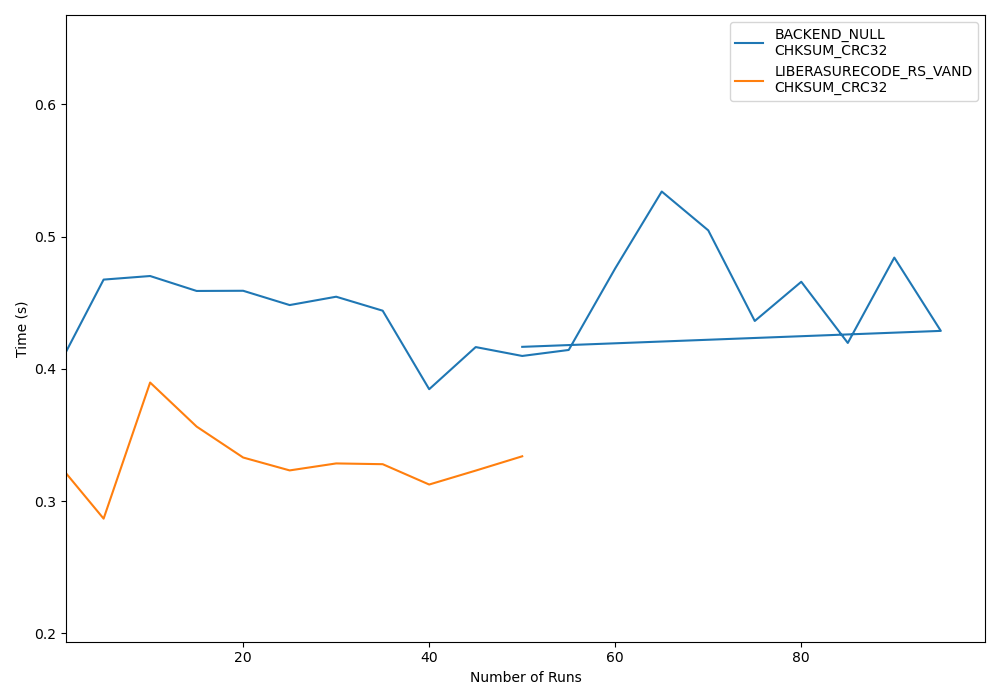 BACKEND_NULL
CHKSUM_CRC32
LIBERASURECODE_RS_VAND
CHKSUM_CRC32
0.6
0.5
0.4
0.3
0.2
Time (s)
20 40 60 80
Number of Runs